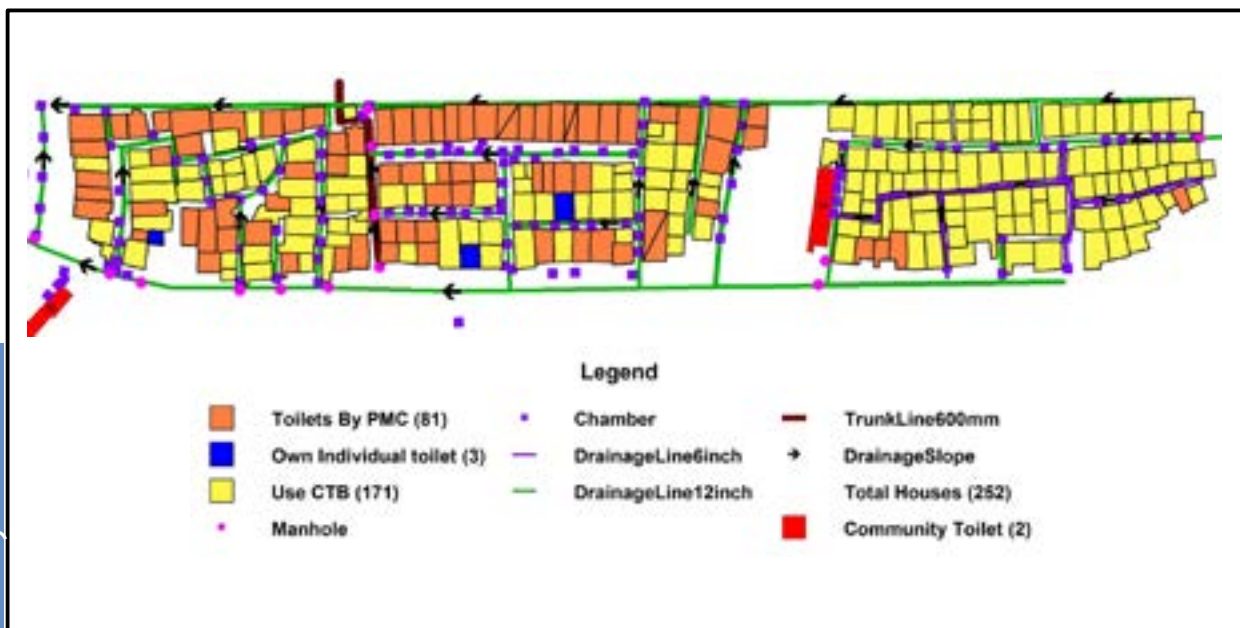 Legend
Toilets By PMC (81)
Chamber
TrunkLine600mm
Own Individual toilet (3)
DrainageLine6inch
DrainageSlope
Use CTB (171)
DrainageLine12inch
Total Houses (252)
Manhole
Community Toilet (2)